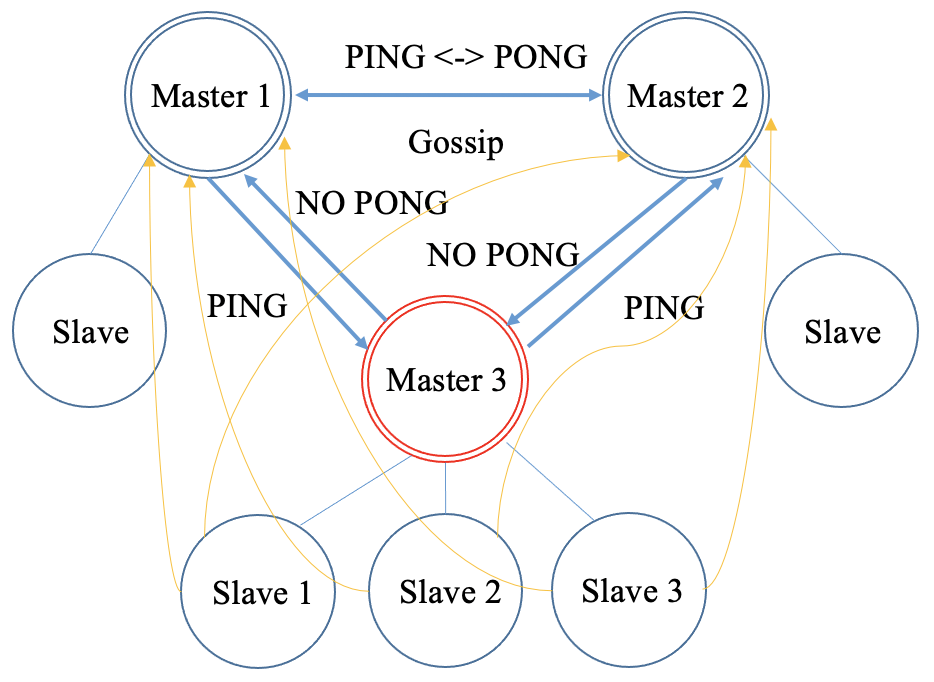 PING <-> PONG
Master 1
Master 2
Gossip
NO PONG
NO PONG
PING
PING
Slave
Slave
Master 3
Slave 1
Slave 2
Slave 3